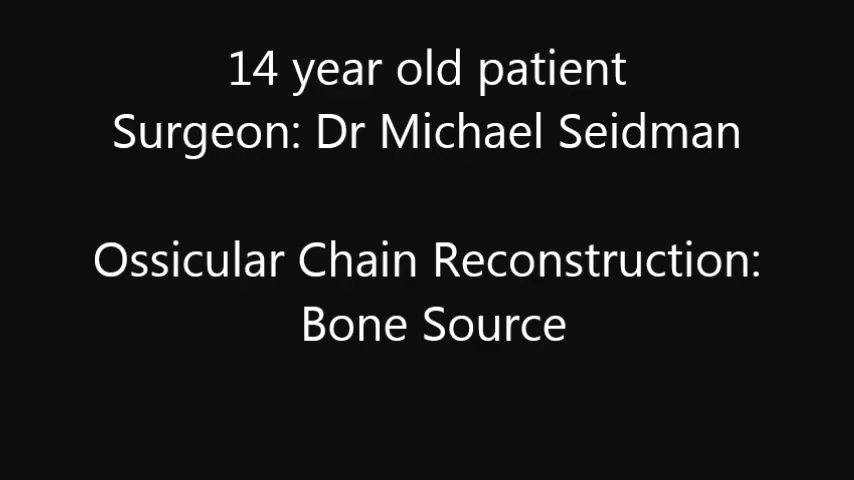 14 year old patient
Surgeon: Dr Michael Seidman
Ossicular Chain Reconstruction:
Bone Source